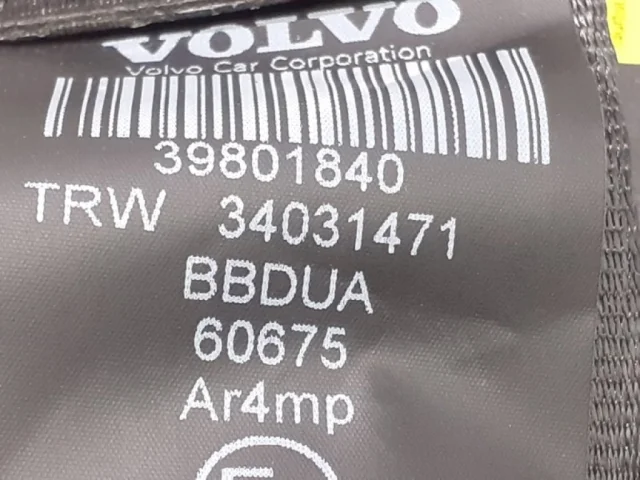 VOLVO
Volvo Car Corporation
39801840
TRW 34031471
BBDUA
60675
Ar4mp
E